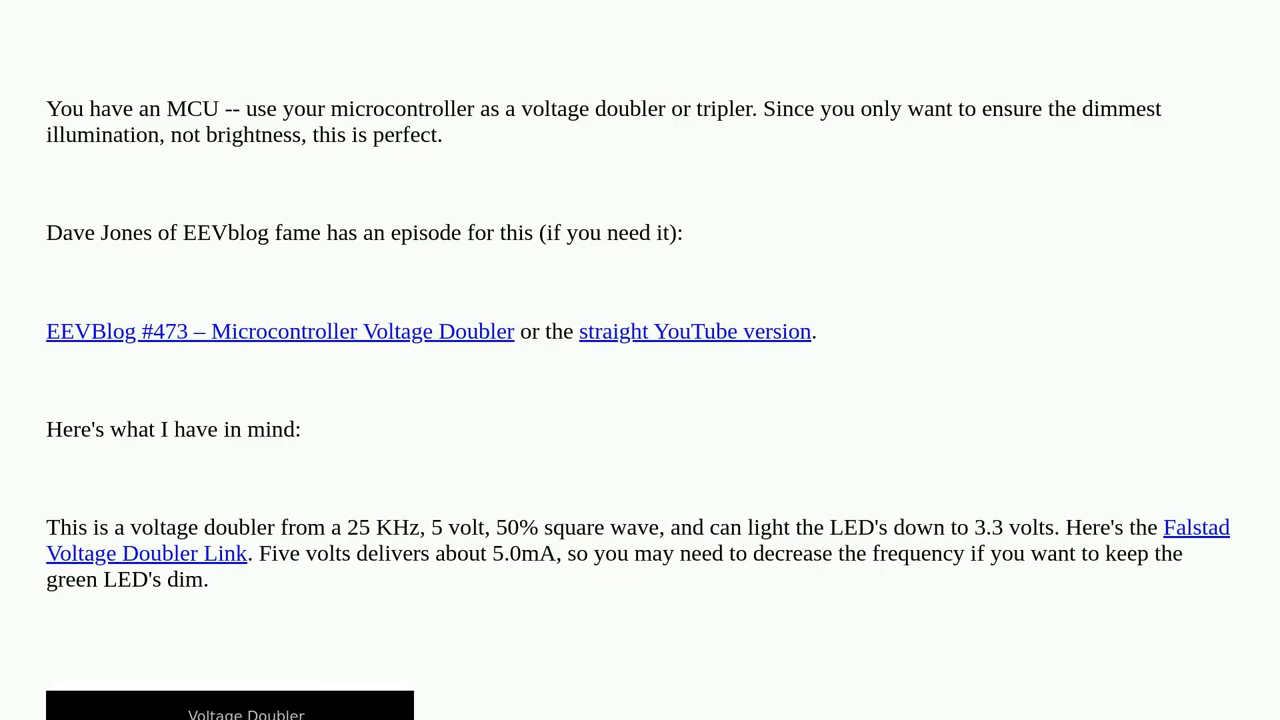 You have an MCU -- use your microcontroller as a voltage doubler or tripler. Since you only want to ensure the dimmest
illumination, not brightness, this is perfect.
Dave Jones of EEVblog fame has an episode for this (if you need it):
EEVBlog #473 – Microcontroller Voltage Doubler or the straight YouTube version.
Here's what I have in mind:
This is a voltage doubler from a 25 KHz, 5 volt, 50% square wave, and can light the LED's down to 3.3 volts. Here's the Falstad
Voltage Doubler Link. Five volts delivers about 5.0mA, so you may need to decrease the frequency if you want to keep the
green LED's dim.
Voltage Doubler